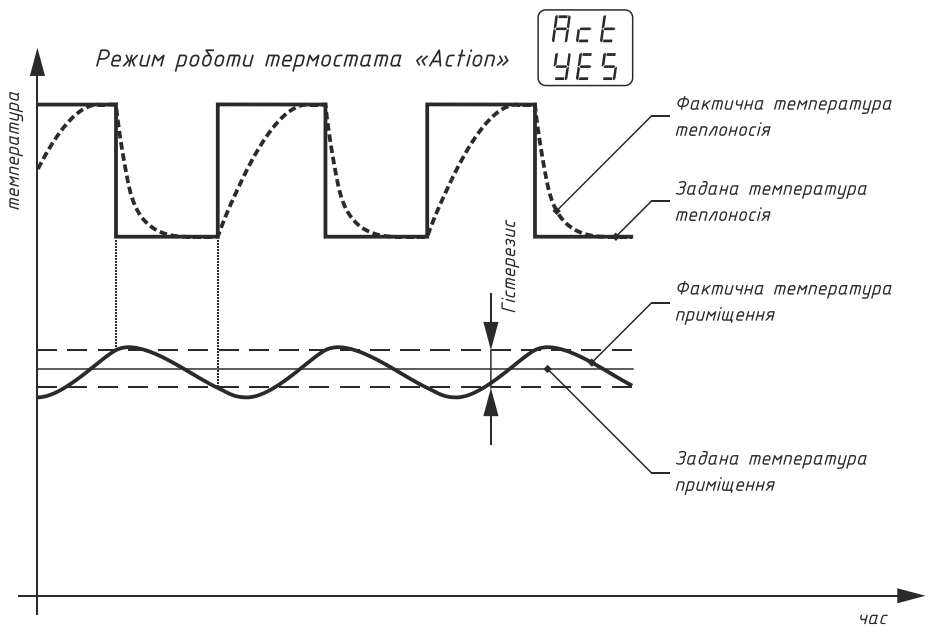 Act
YES
Режим роботи термостата «Action»
температура
Фактична температура
теплоносія
Задана температура
теплоносія
Гістерезис
Фактична температура
приміщення
Задана температура
приміщення
час